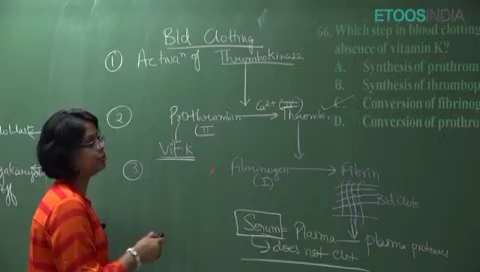 ETOOSINDIA
Bld Clotting
66. Which step in blood clotting
absence of vitamin K?
A. Synthesis of prothrom
B. Synthesis of thrombop
Conversion of fibrinog
D. Conversion of prothro
① Activaⁿ of Thrombokinase
② Prothrombin Ca²⁺ Thrombin
(II)
Vit K
③ Fibrinogen Fibrin
(I)
Bld Clots
Serum = Plasma – plasma proteins
does not clot